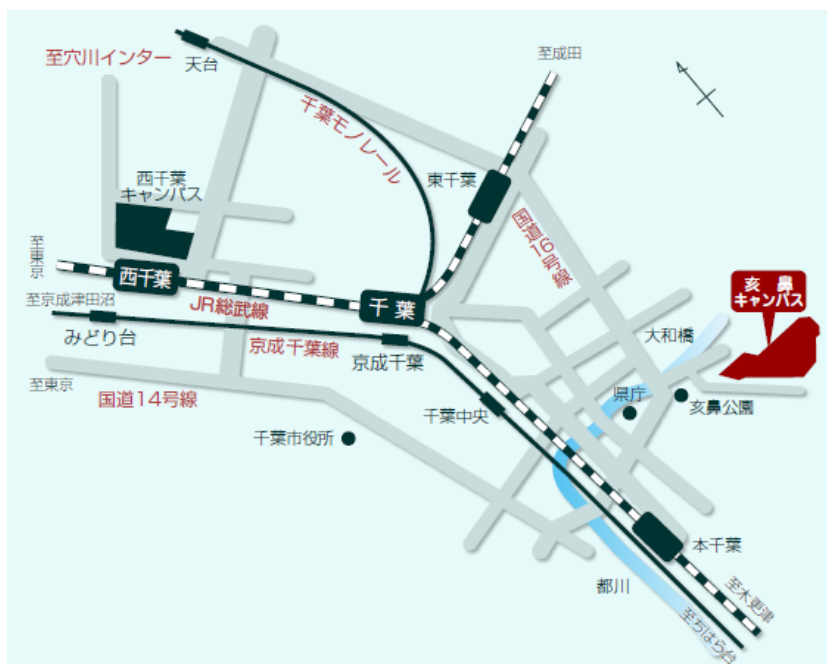 至穴川インター
天台
至成田
千葉モノレール
西千葉
キャンパス
東千葉
国道16号線
至東京
西千葉
JR総武線
千葉
亥鼻
キャンパス
至京成津田沼
みどり台
京成千葉線
京成千葉
大和橋
至東京
国道14号線
千葉市役所
千葉中央
県庁
亥鼻公園
本千葉
都川
至木更津
至ちはら台